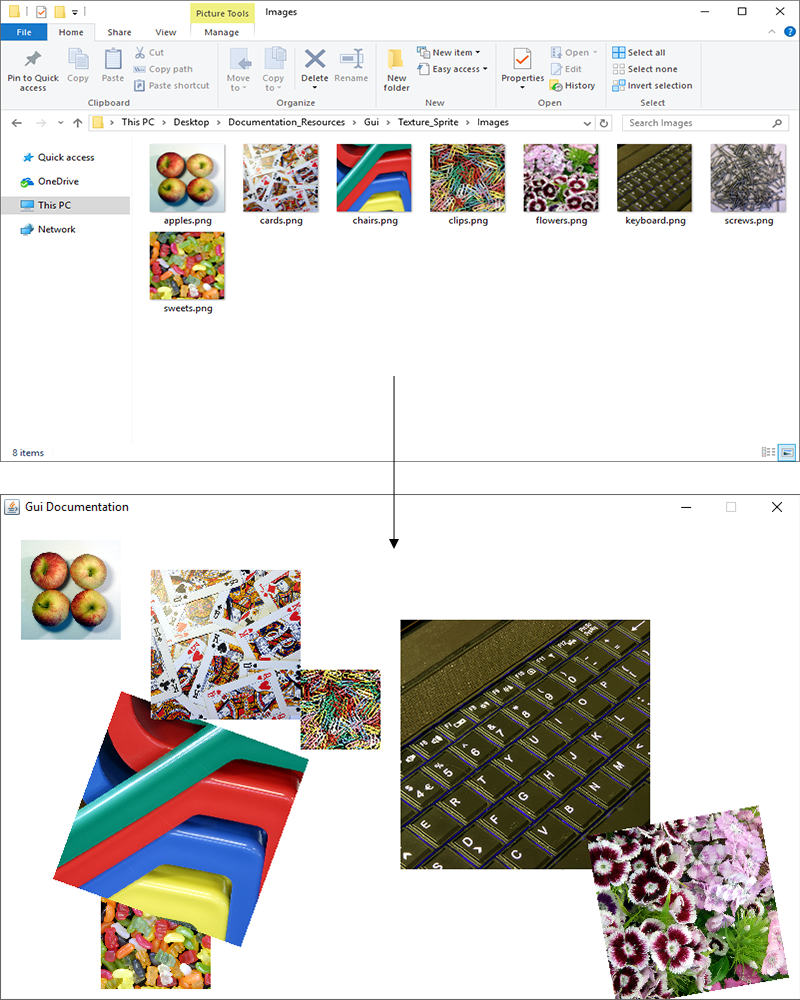 Picture Tools Images
File Home Share View Manage
Pin to Quick access
Copy
Paste
Cut
Copy path
Paste shortcut
Clipboard
Move to
Copy to
Delete
Rename
Organize
New folder
New item
Easy access
New
Properties
Open
Edit
History
Open
Select all
Select none
Invert selection
Select
This PC Desktop Documentation_Resources Gui Texture_Sprite Images
Search Images
Quick access
OneDrive
This PC
Network
apples.png cards.png chairs.png clips.png flowers.png keyboard.png screws.png
sweets.png
8 items
Gui Documentation